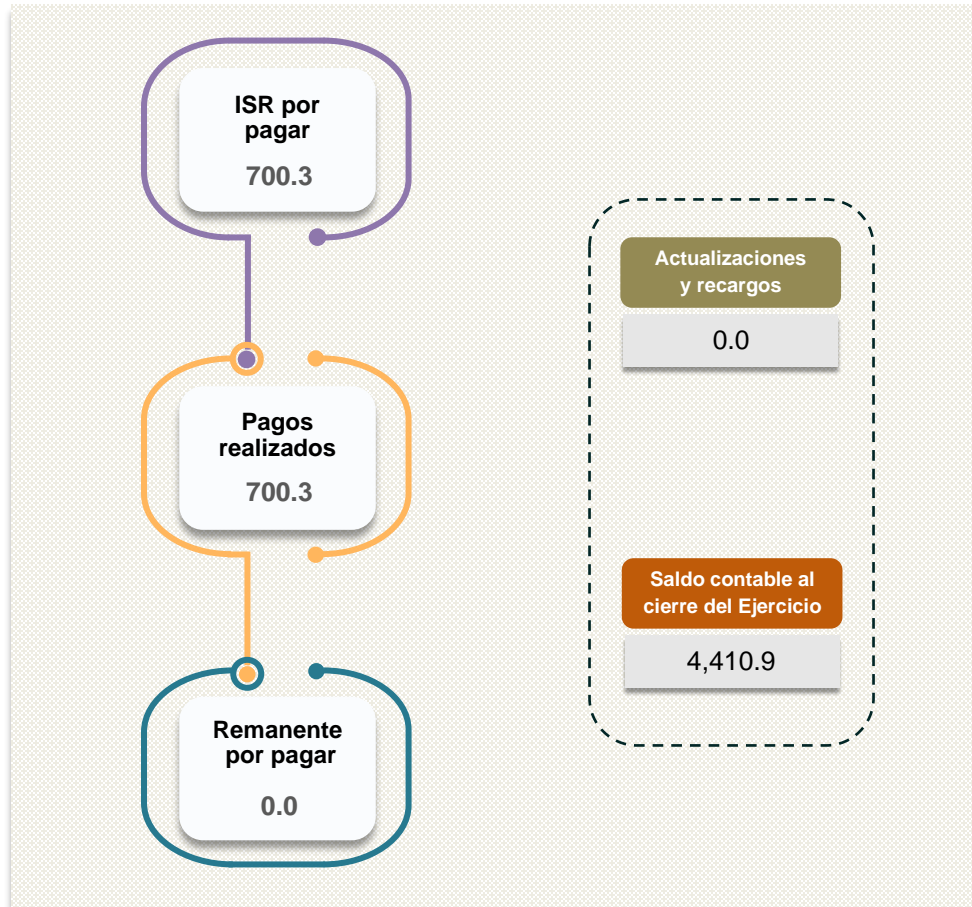 ISR por
pagar
700.3
Pagos
realizados
700.3
Remanente
por pagar
0.0
Actualizaciones
y recargos
0.0
Saldo contable al
cierre del Ejercicio
4,410.9